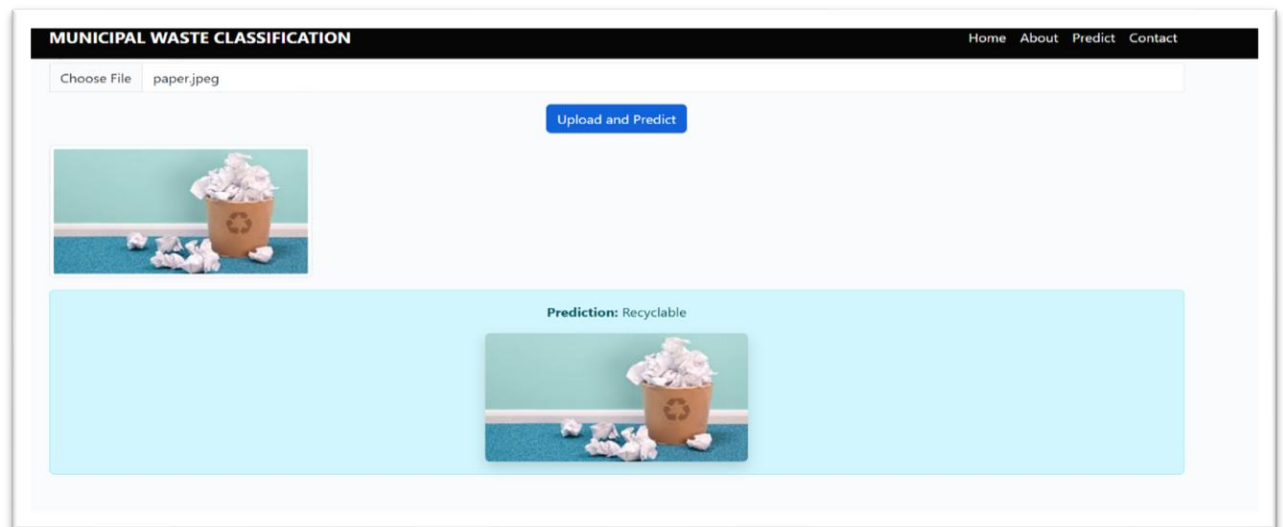 MUNICIPAL WASTE CLASSIFICATION Home About Predict Contact
Choose File paper.jpeg
Upload and Predict
Prediction: Recyclable